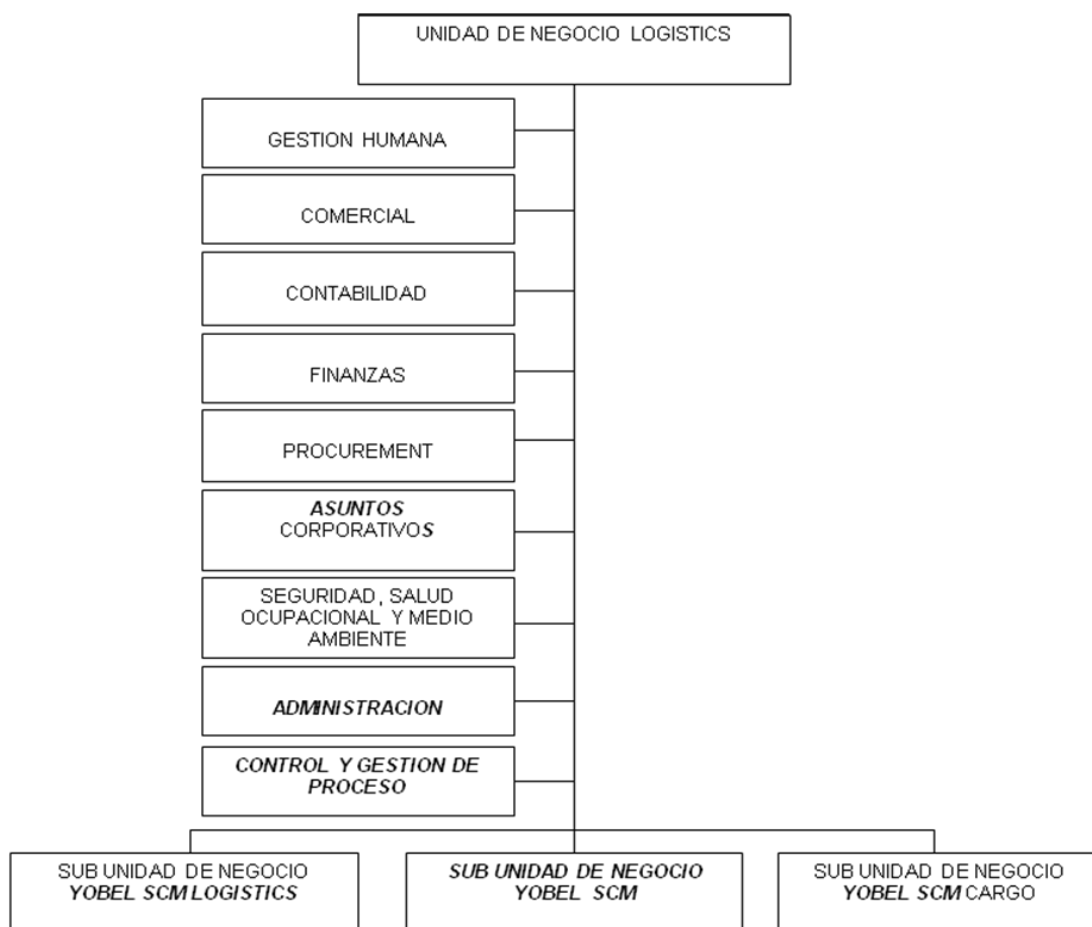 UNIDAD DE NEGOCIO LOGISTICS
GESTION HUMANA
COMERCIAL
CONTABILIDAD
FINANZAS
PROCUREMENT
ASUNTOS
CORPORATIVOS
SEGURIDAD, SALUD
OCUPACIONAL Y MEDIO
AMBIENTE
ADMINISTRACION
CONTROL Y GESTION DE
PROCESO
SUB UNIDAD DE NEGOCIO
YOBEL SCM LOGISTICS
SUB UNIDAD DE NEGOCIO
YOBEL SCM
SUB UNIDAD DE NEGOCIO
YOBEL SCM CARGO